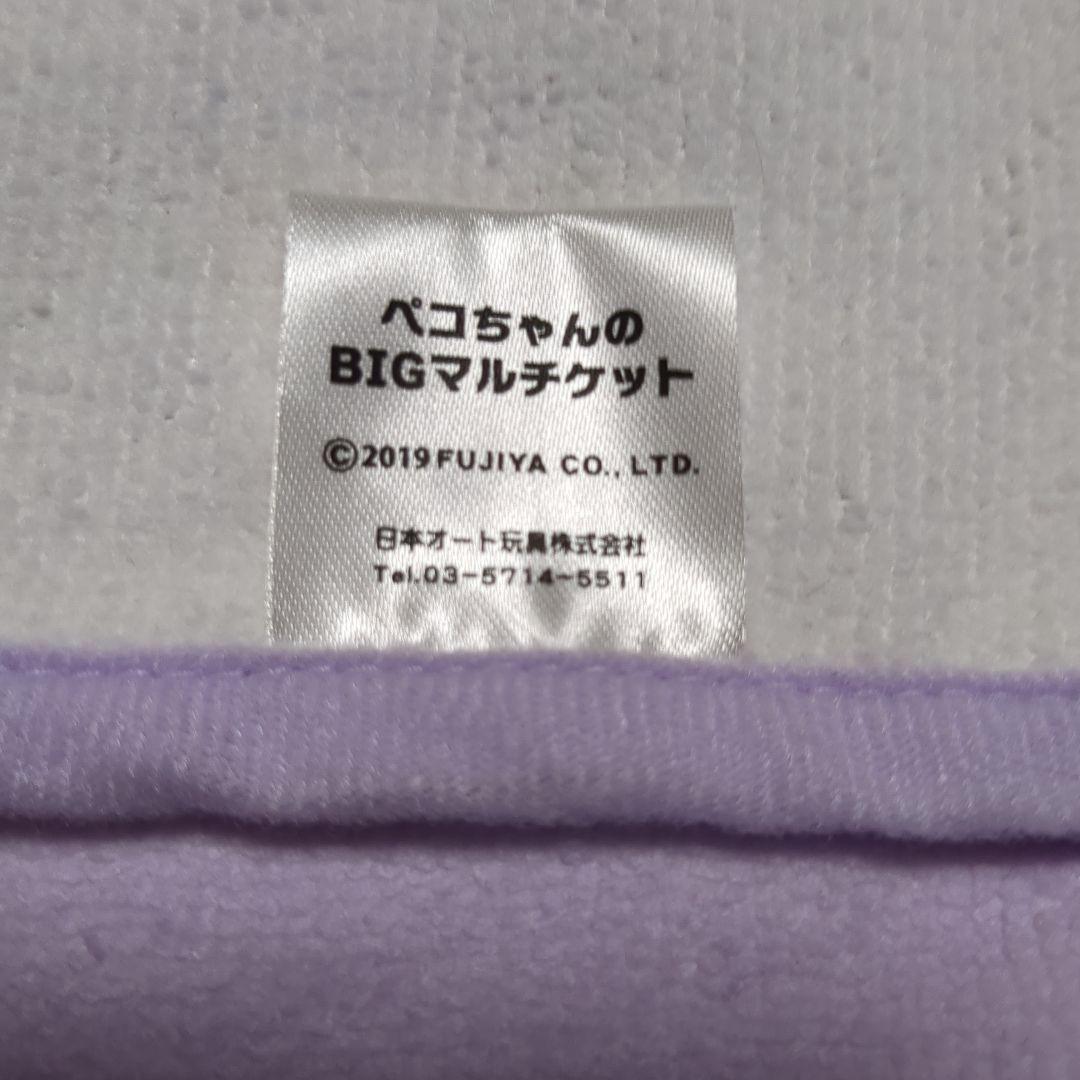 ペコちゃんの
BIGマルチケット
©2019 FUJIYA CO., LTD.
日本オート玩具株式会社
Tel.03-5714-5511